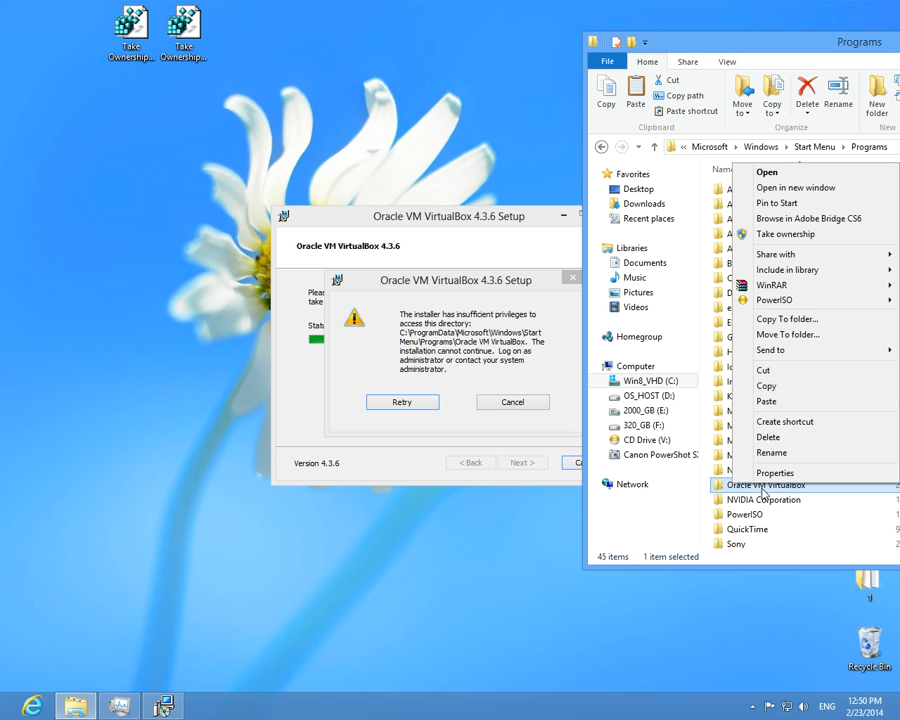 Take
Ownership...
Take
Ownership...
Oracle VM VirtualBox 4.3.6 Setup
Oracle VM VirtualBox 4.3.6
Pleas
take
Statu
Oracle VM VirtualBox 4.3.6 Setup
The installer has insufficient privileges to
access this directory:
C:\ProgramData\Microsoft\Windows\Start
Menu\Programs\Oracle VM VirtualBox. The
installation cannot continue. Log on as
administrator or contact your system
administrator.
Retry
Cancel
Version 4.3.6
< Back
Next >
Ca
Programs
File
Home
Share
View
Copy
Paste
Cut
Copy path
Paste shortcut
Move
to
Copy
to
Delete
Rename
New
folder
Clipboard
Organize
New
« Microsoft
Windows
Start Menu
Programs
Favorites
Desktop
Downloads
Recent places
Libraries
Documents
Music
Pictures
Videos
Homegroup
Computer
Win8_VHD (C:)
OS_HOST (D:)
2000_GB (E:)
320_GB (F:)
CD Drive (V:)
Canon PowerShot S
Network
Open
Open in new window
Pin to Start
Browse in Adobe Bridge CS6
Take ownership
Share with
Include in library
WinRAR
PowerISO
Copy To folder...
Move To folder...
Send to
Cut
Copy
Paste
Create shortcut
Delete
Rename
Properties
Oracle VM VirtualBox
NVIDIA Corporation
PowerISO
QuickTime
Sony
45 items
1 item selected
Recycle Bin
ENG
12:50 PM
2/23/2014